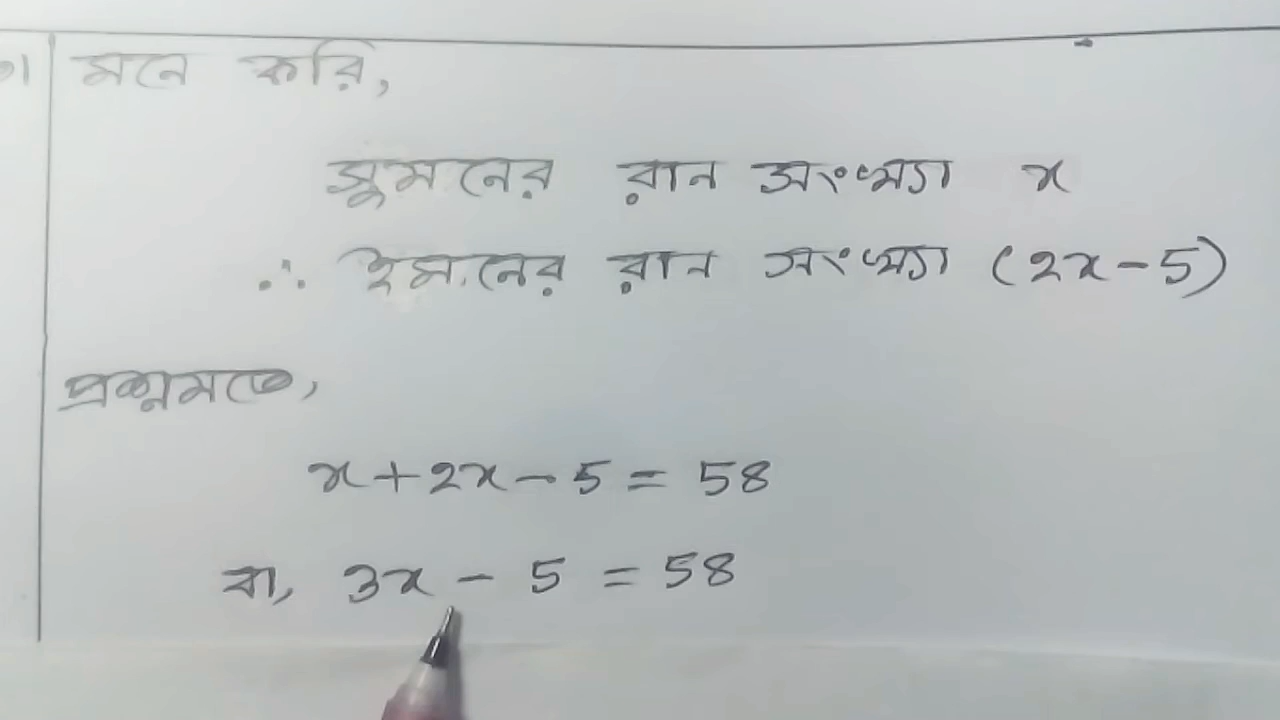 মনে করি,
সুমনের রান সংখ্যা x
∴ ইমনের রান সংখ্যা (2x-5)
প্রশ্নমতে,
x+2x-5=58
বা, 3x-5=58